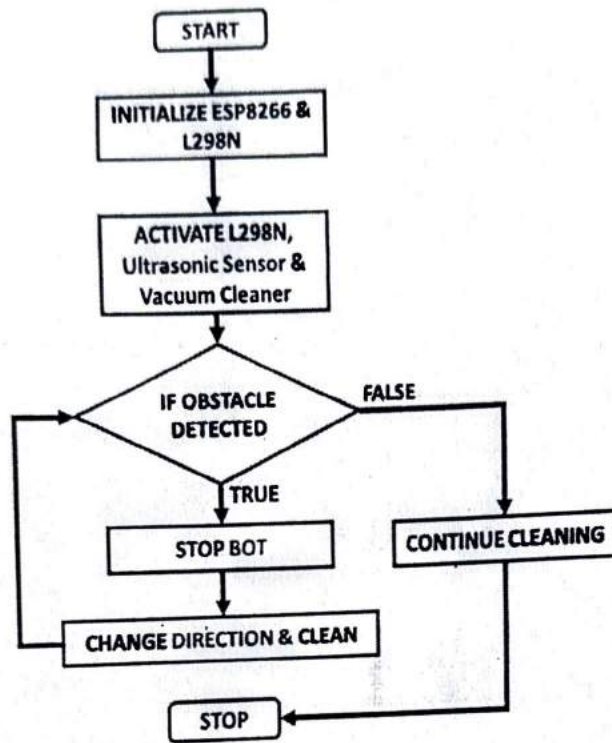 START
INITIALIZE ESP8266 &
L298N
ACTIVATE L298N,
Ultrasonic Sensor &
Vacuum Cleaner
IF OBSTACLE
DETECTED
FALSE
TRUE
STOP BOT
CONTINUE CLEANING
CHANGE DIRECTION & CLEAN
STOP